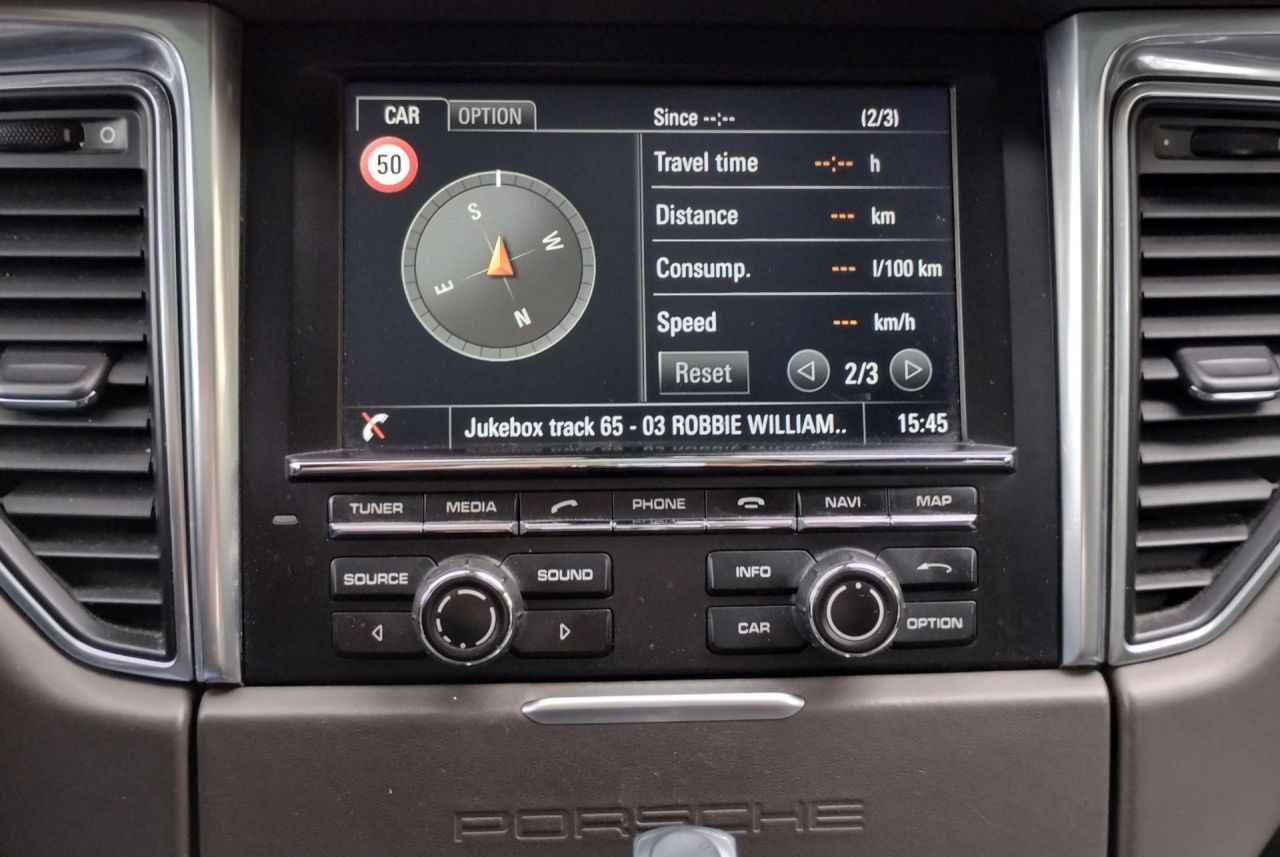 CAR OPTION Since --:-- (2/3)
50
Travel time --:-- h
Distance --- km
Consump. --- l/100 km
Speed --- km/h
S
W
E
N
Reset 2/3
Jukebox track 65 - 03 ROBBIE WILLIAM.. 15:45
TUNER MEDIA PHONE NAVI MAP
SOURCE SOUND INFO
CAR OPTION
PORSCHE